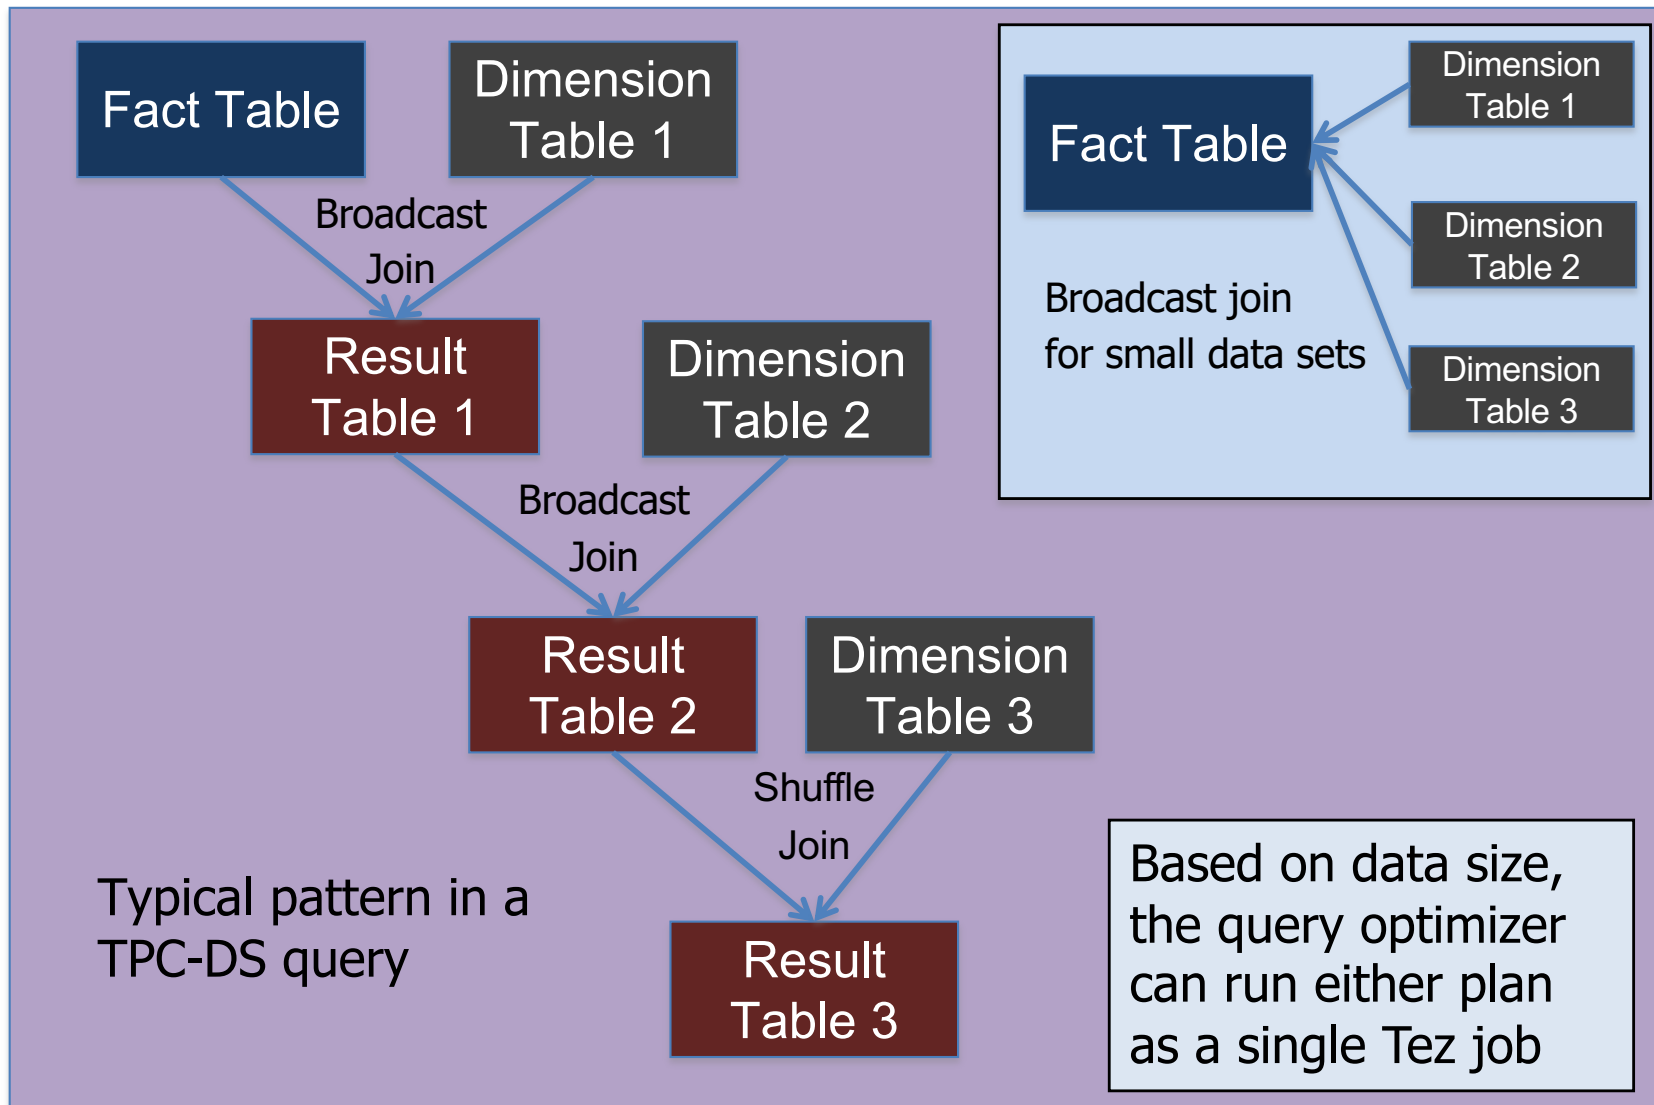 Fact Table
Dimension
Table 1
Broadcast
Join
Result
Table 1
Dimension
Table 2
Broadcast
Join
Result
Table 2
Dimension
Table 3
Shuffle
Join
Result
Table 3
Typical pattern in a
TPC-DS query
Fact Table
Dimension
Table 1
Dimension
Table 2
Dimension
Table 3
Broadcast join
for small data sets
Based on data size,
the query optimizer
can run either plan
as a single Tez job